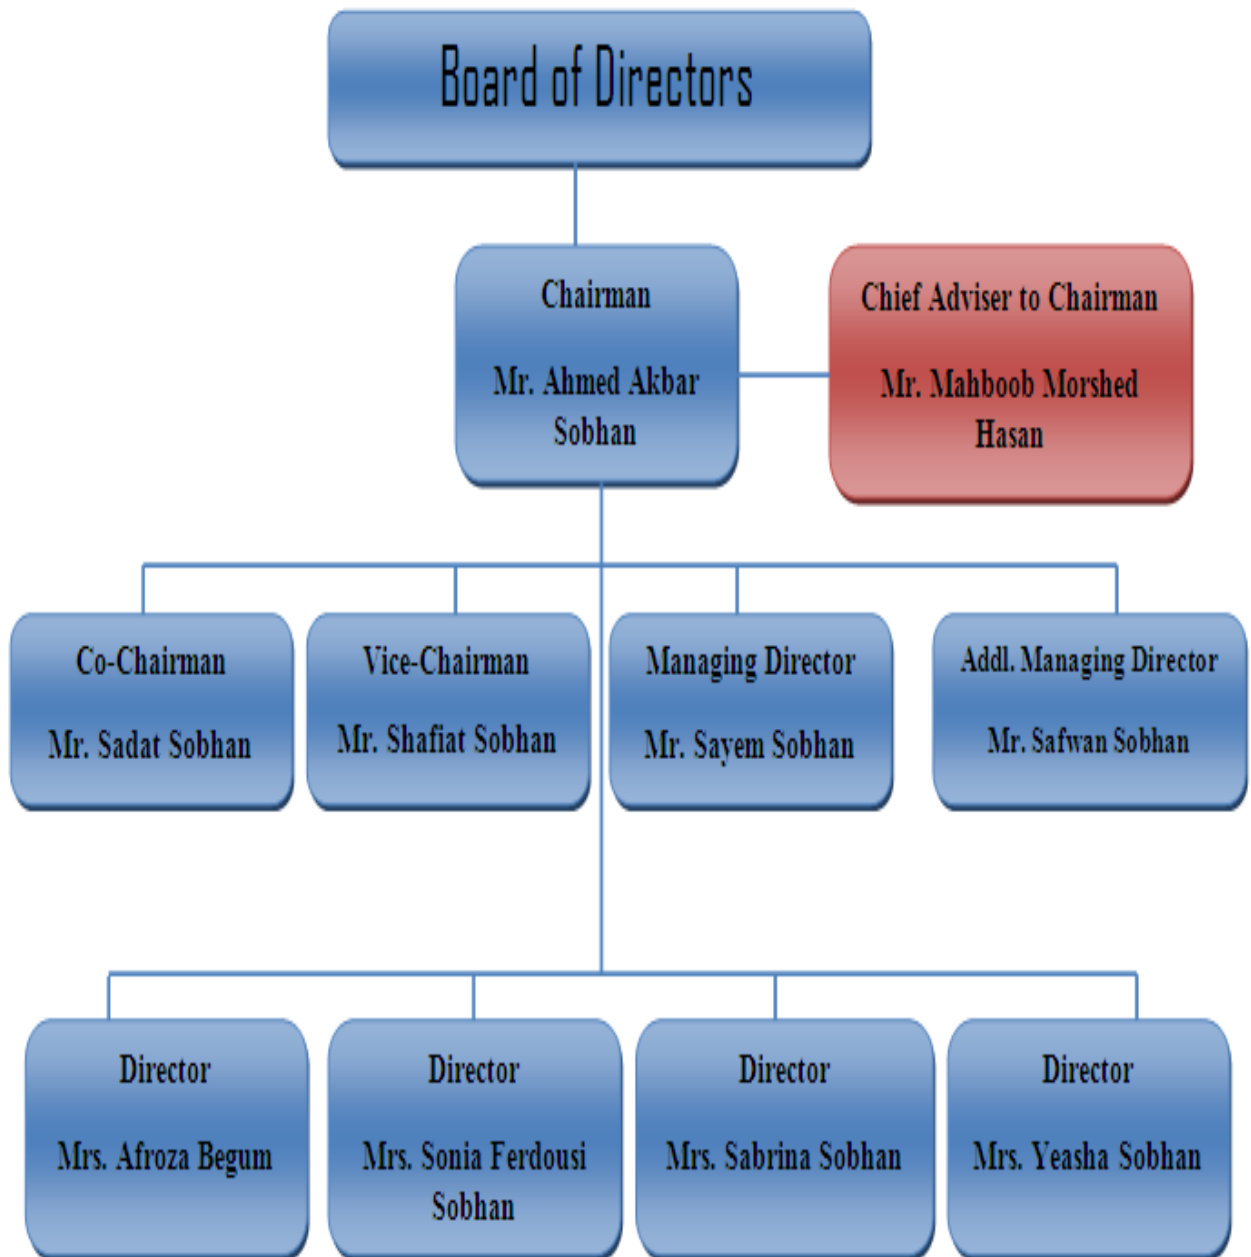 Board of Directors
Chairman
Mr. Ahmed Akbar
Sobhan
Chief Adviser to Chairman
Mr. Mahboob Morshed
Hasan
Co-Chairman
Mr. Sadat Sobhan
Vice-Chairman
Mr. Shafiat Sobhan
Managing Director
Mr. Sayem Sobhan
Addl. Managing Director
Mr. Safwan Sobhan
Director
Mrs. Afroza Begum
Director
Mrs. Sonia Ferdousi
Sobhan
Director
Mrs. Sabrina Sobhan
Director
Mrs. Yeasha Sobhan